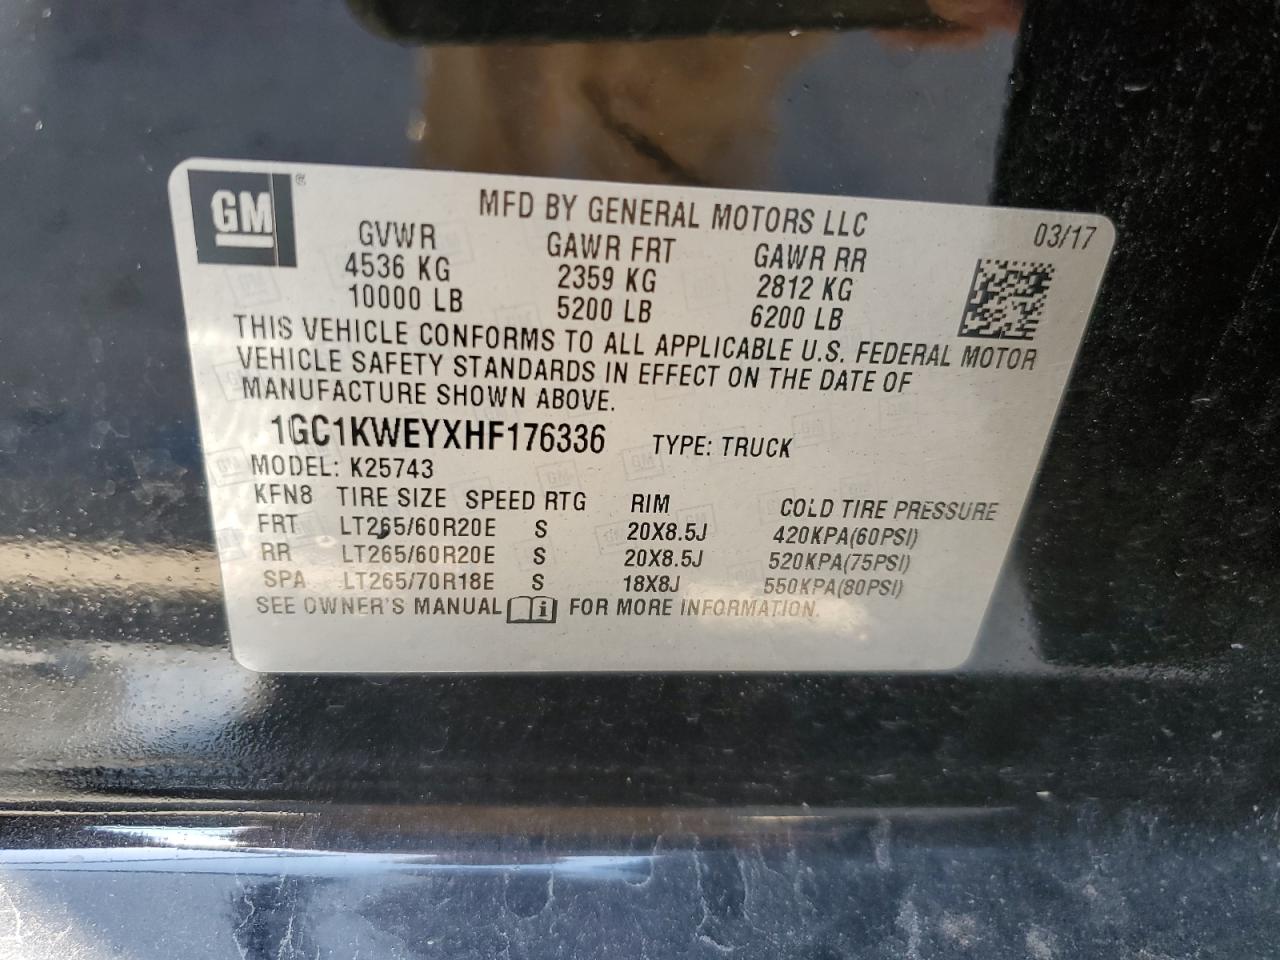 GM
MFD BY GENERAL MOTORS LLC
03/17
GVWR GAWR FRT GAWR RR
4536 KG 2359 KG 2812 KG
10000 LB 5200 LB 6200 LB
THIS VEHICLE CONFORMS TO ALL APPLICABLE U.S. FEDERAL MOTOR
VEHICLE SAFETY STANDARDS IN EFFECT ON THE DATE OF
MANUFACTURE SHOWN ABOVE.
1GC1KWEYXHF176336 TYPE: TRUCK
MODEL: K25743
KFN8 TIRE SIZE SPEED RTG RIM COLD TIRE PRESSURE
FRT LT265/60R20E S 20X8.5J 420KPA(60PSI)
RR LT265/60R20E S 20X8.5J 520KPA(75PSI)
SPA LT265/70R18E S 18X8J 550KPA(80PSI)
SEE OWNER'S MANUAL i FOR MORE INFORMATION.